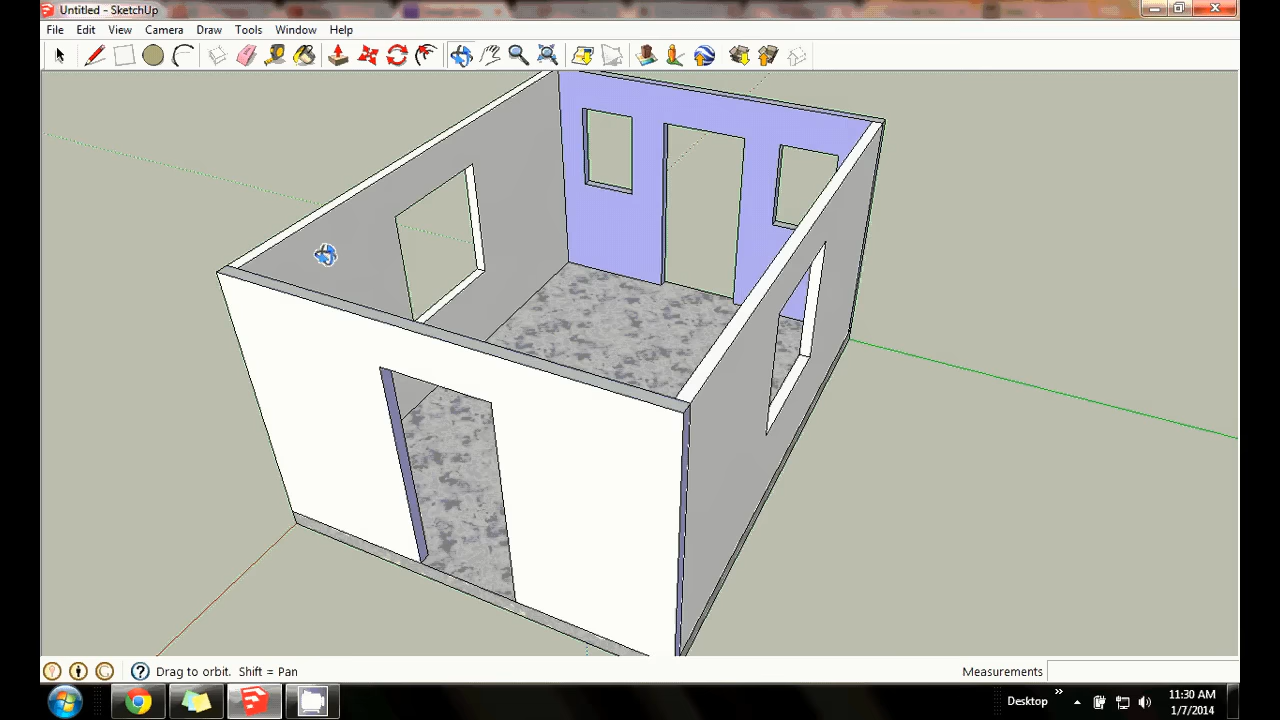 Untitled - SketchUp
File Edit View Camera Draw Tools Window Help
Drag to orbit. Shift = Pan
Measurements
Desktop
11:30 AM
1/7/2014